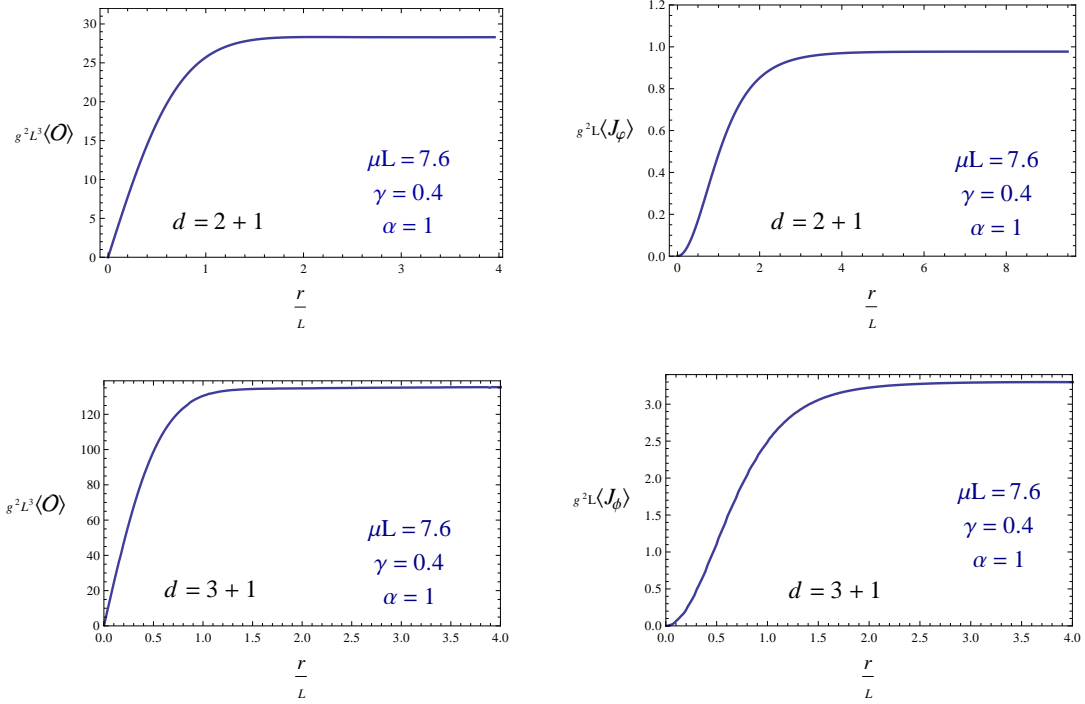 30
25
20
15
10
5
0
g²L³⟨𝒪⟩
μL = 7.6
γ = 0.4
α = 1
d = 2 + 1
0 1 2 3 4
r
L
1.2
1.0
0.8
0.6
0.4
0.2
0.0
g²L⟨J_φ⟩
μL = 7.6
γ = 0.4
α = 1
d = 2 + 1
0 2 4 6 8
r
L
120
100
80
60
40
20
0
g²L³⟨𝒪⟩
μL = 7.6
γ = 0.4
α = 1
d = 3 + 1
0.0 0.5 1.0 1.5 2.0 2.5 3.0 3.5 4.0
r
L
3.0
2.5
2.0
1.5
1.0
0.5
0.0
g²L⟨J_ϕ⟩
μL = 7.6
γ = 0.4
α = 1
d = 3 + 1
0.0 0.5 1.0 1.5 2.0 2.5 3.0 3.5 4.0
r
L